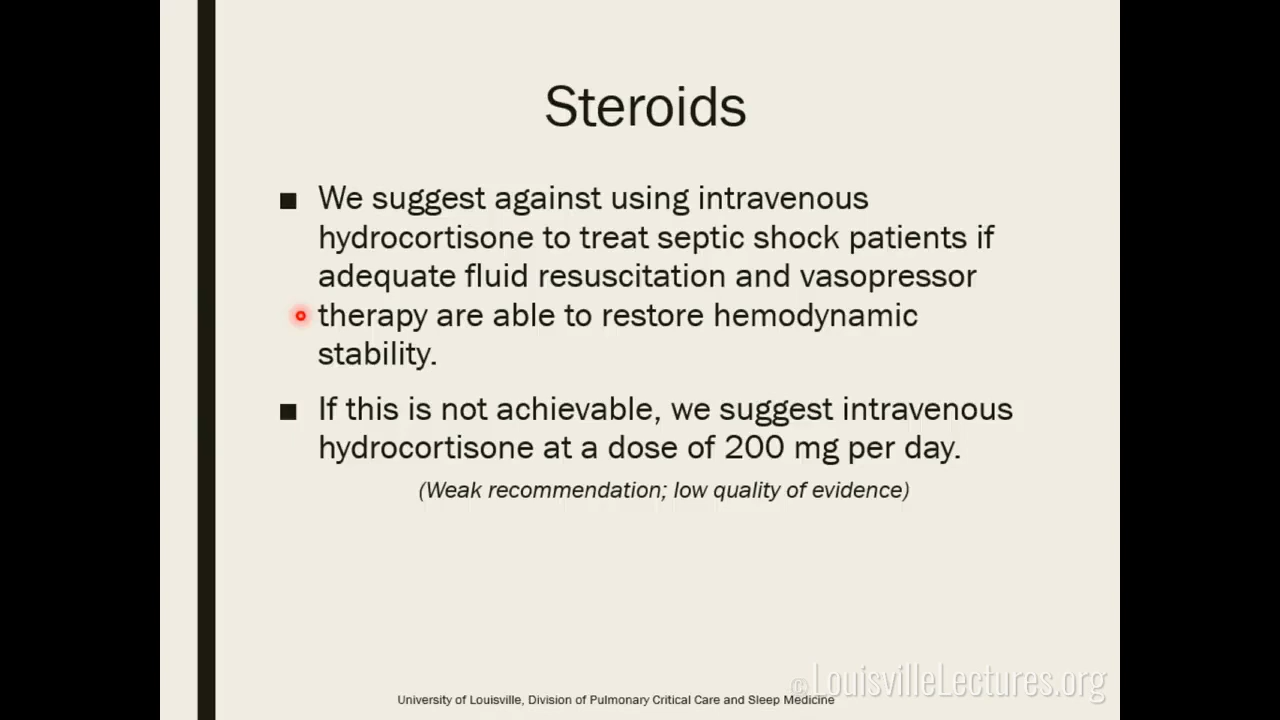 Steroids
■ We suggest against using intravenous
hydrocortisone to treat septic shock patients if
adequate fluid resuscitation and vasopressor
therapy are able to restore hemodynamic
stability.
■ If this is not achievable, we suggest intravenous
hydrocortisone at a dose of 200 mg per day.
(Weak recommendation; low quality of evidence)
©LouisvilleLectures.org
University of Louisville, Division of Pulmonary Critical Care and Sleep Medicine